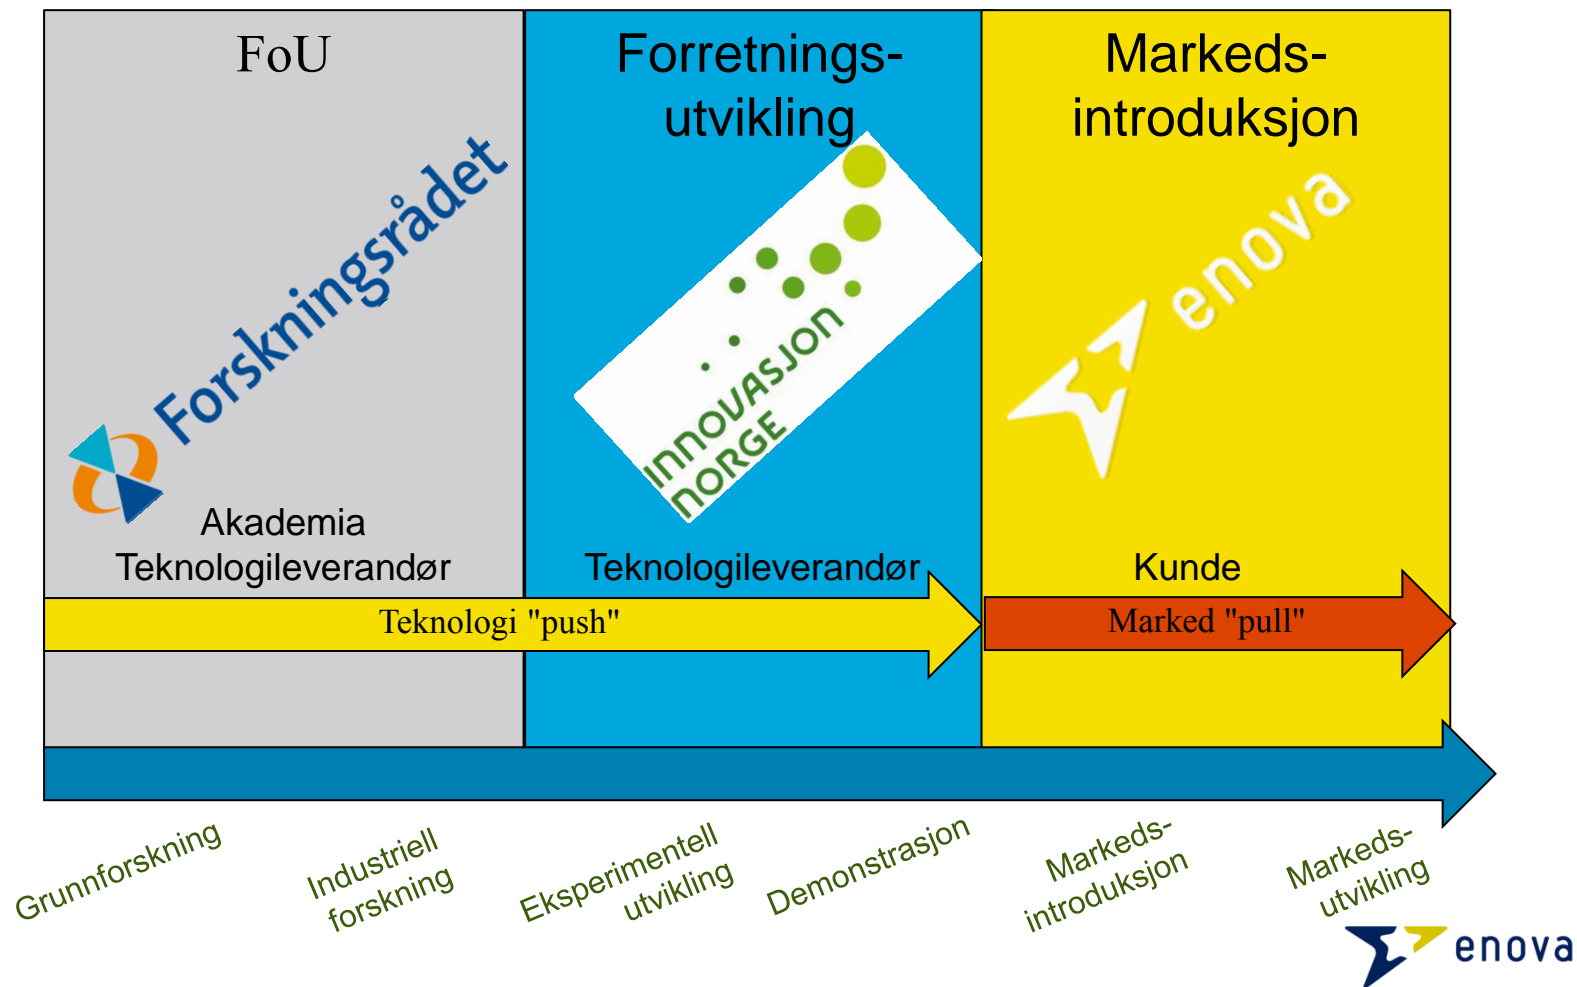 FoU
Forretnings-
utvikling
Markeds-
introduksjon
Forskningsrådet
INNOVASJON
NORGE
enova
Akademia
Teknologileverandør
Teknologileverandør
Kunde
Teknologi "push"
Marked "pull"
Grunnforskning
Industriell
forskning
Eksperimentell
utvikling
Demonstrasjon
Markeds-
introduksjon
Markeds-
utvikling
enova